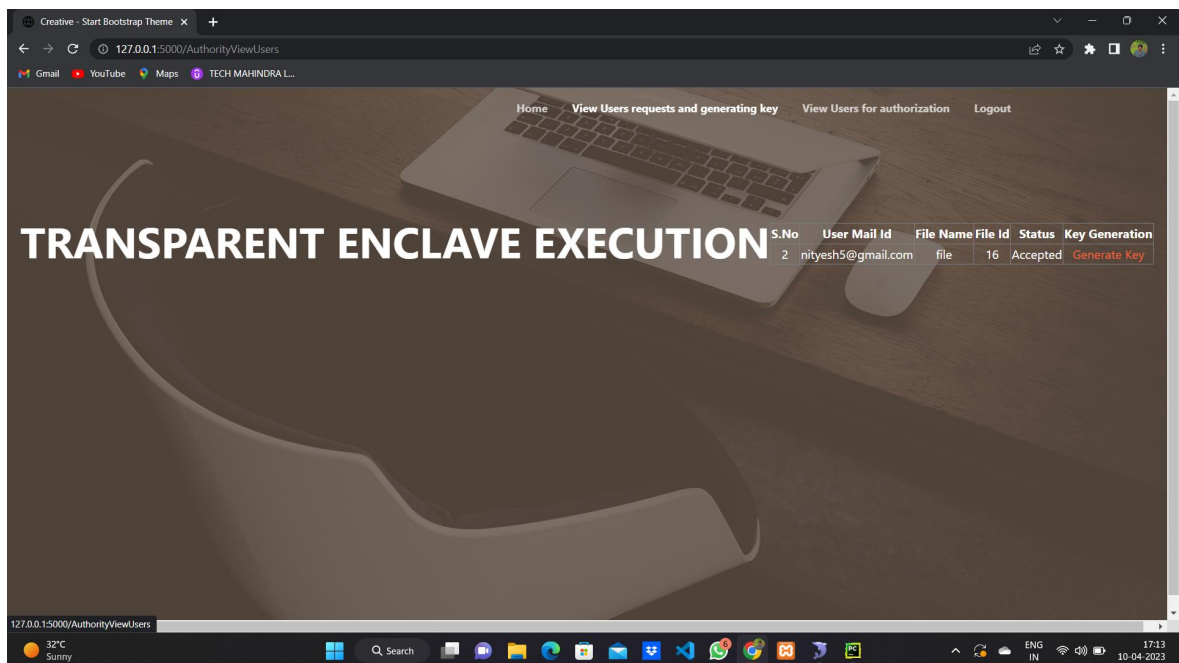 Creative - Start Bootstrap Theme
127.0.0.1:5000/AuthorityViewUsers
Gmail YouTube Maps TECH MAHINDRA L...
Home View Users requests and generating key View Users for authorization Logout
TRANSPARENT ENCLAVE EXECUTION
S.No User Mail Id File Name File Id Status Key Generation
2 nityesh5@gmail.com file 16 Accepted Generate Key
127.0.0.1:5000/AuthorityViewUsers
32°C
Sunny
Search
ENG
IN
17:13
10-04-2023